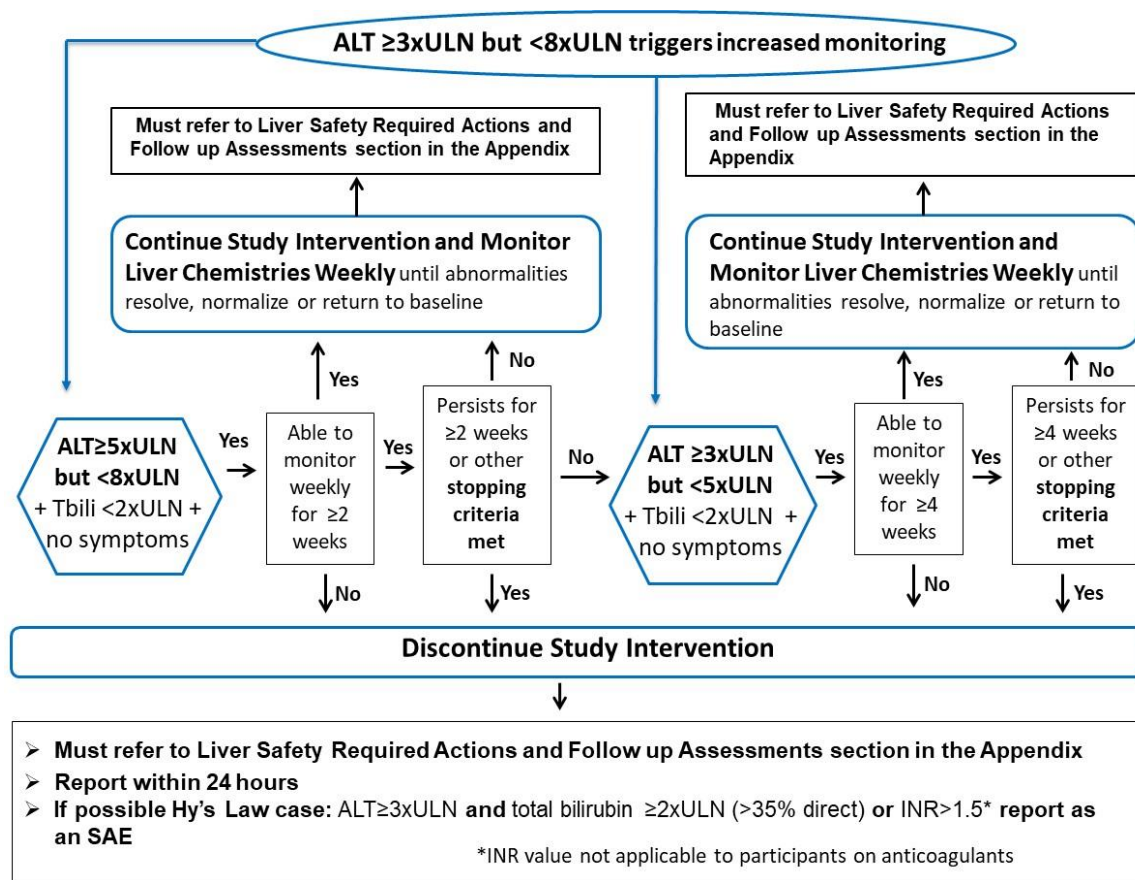 ALT ≥3xULN but <8xULN triggers increased monitoring
Must refer to Liver Safety Required Actions and
Follow up Assessments section in the Appendix
Must refer to Liver Safety Required Actions
and Follow up Assessments section in the
Appendix
Continue Study Intervention and Monitor
Liver Chemistries Weekly until abnormalities
resolve, normalize or return to baseline
Continue Study Intervention and
Monitor Liver Chemistries Weekly until
abnormalities resolve, normalize or return to
baseline
Yes
No
Yes
No
ALT≥5xULN
but <8xULN
+ Tbili <2xULN +
no symptoms
Yes
Able to
monitor
weekly
for ≥2
weeks
Yes
Persists for
≥2 weeks
or other
stopping
criteria
met
No
ALT ≥3xULN
but <5xULN
+ Tbili <2xULN +
no symptoms
Yes
Able to
monitor
weekly
for ≥4
weeks
Yes
Persists for
≥4 weeks
or other
stopping
criteria
met
No
Yes
No
Yes
Discontinue Study Intervention
➢ Must refer to Liver Safety Required Actions and Follow up Assessments section in the Appendix
➢ Report within 24 hours
➢ If possible Hy's Law case: ALT≥3xULN and total bilirubin ≥2xULN (>35% direct) or INR>1.5* report as
an SAE
*INR value not applicable to participants on anticoagulants